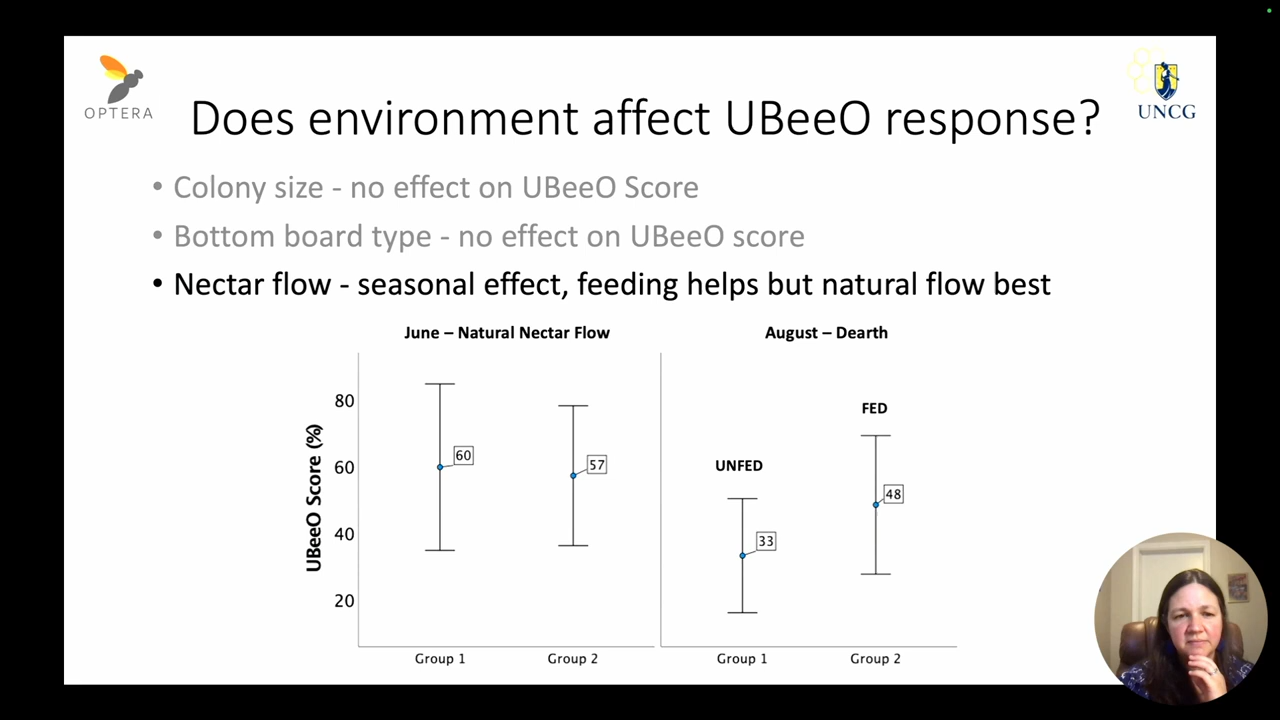 OPTERA
UNCG
Does environment affect UBeeO response?
• Colony size - no effect on UBeeO Score
• Bottom board type - no effect on UBeeO score
• Nectar flow - seasonal effect, feeding helps but natural flow best
June – Natural Nectar Flow
August – Dearth
UBeeO Score (%)
80
60
40
20
60
57
UNFED
33
FED
48
Group 1
Group 2
Group 1
Group 2